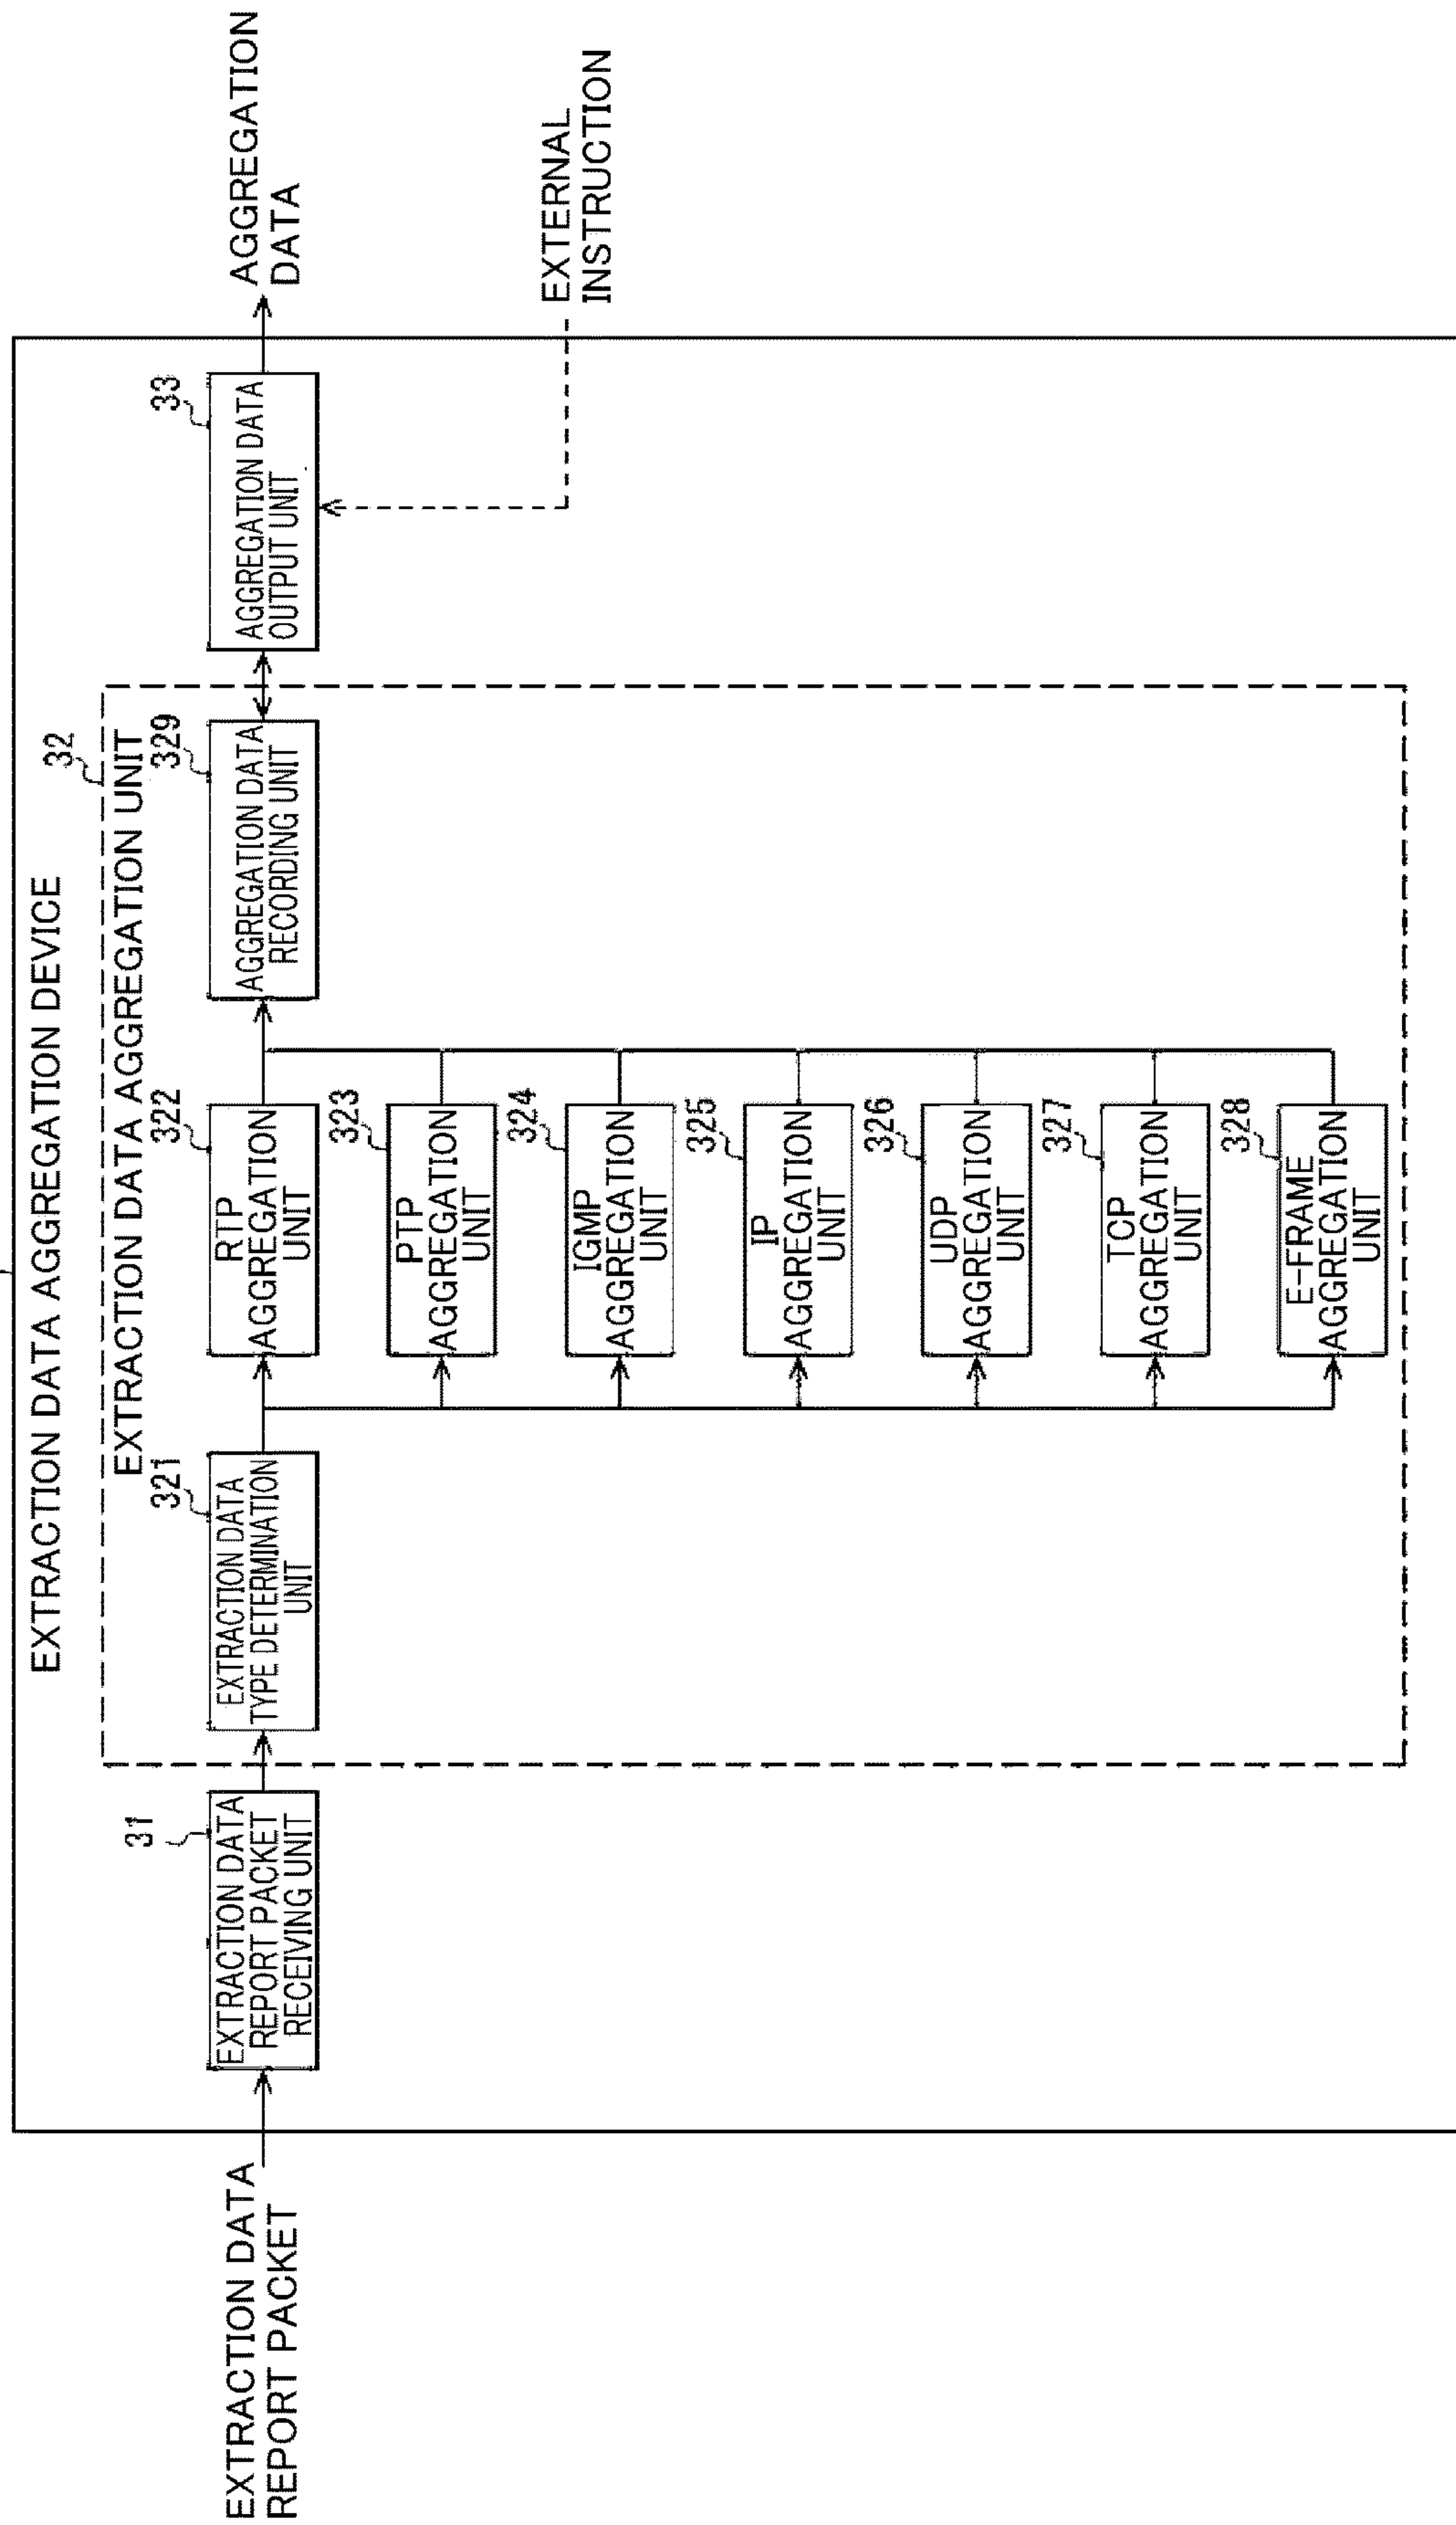 EXTRACTION DATA AGGREGATION DEVICE
32
EXTRACTION DATA AGGREGATION UNIT
EXTRACTION DATA
REPORT PACKET
31
EXTRACTION DATA
REPORT PACKET
RECEIVING UNIT
321
EXTRACTION DATA
TYPE DETERMINATION
UNIT
322
RTP
AGGREGATION
UNIT
323
PTP
AGGREGATION
UNIT
324
IGMP
AGGREGATION
UNIT
325
IP
AGGREGATION
UNIT
326
UDP
AGGREGATION
UNIT
327
TCP
AGGREGATION
UNIT
328
E-FRAME
AGGREGATION
UNIT
329
AGGREGATION DATA
RECORDING UNIT
33
AGGREGATION DATA
OUTPUT UNIT
AGGREGATION
DATA
EXTERNAL
INSTRUCTION